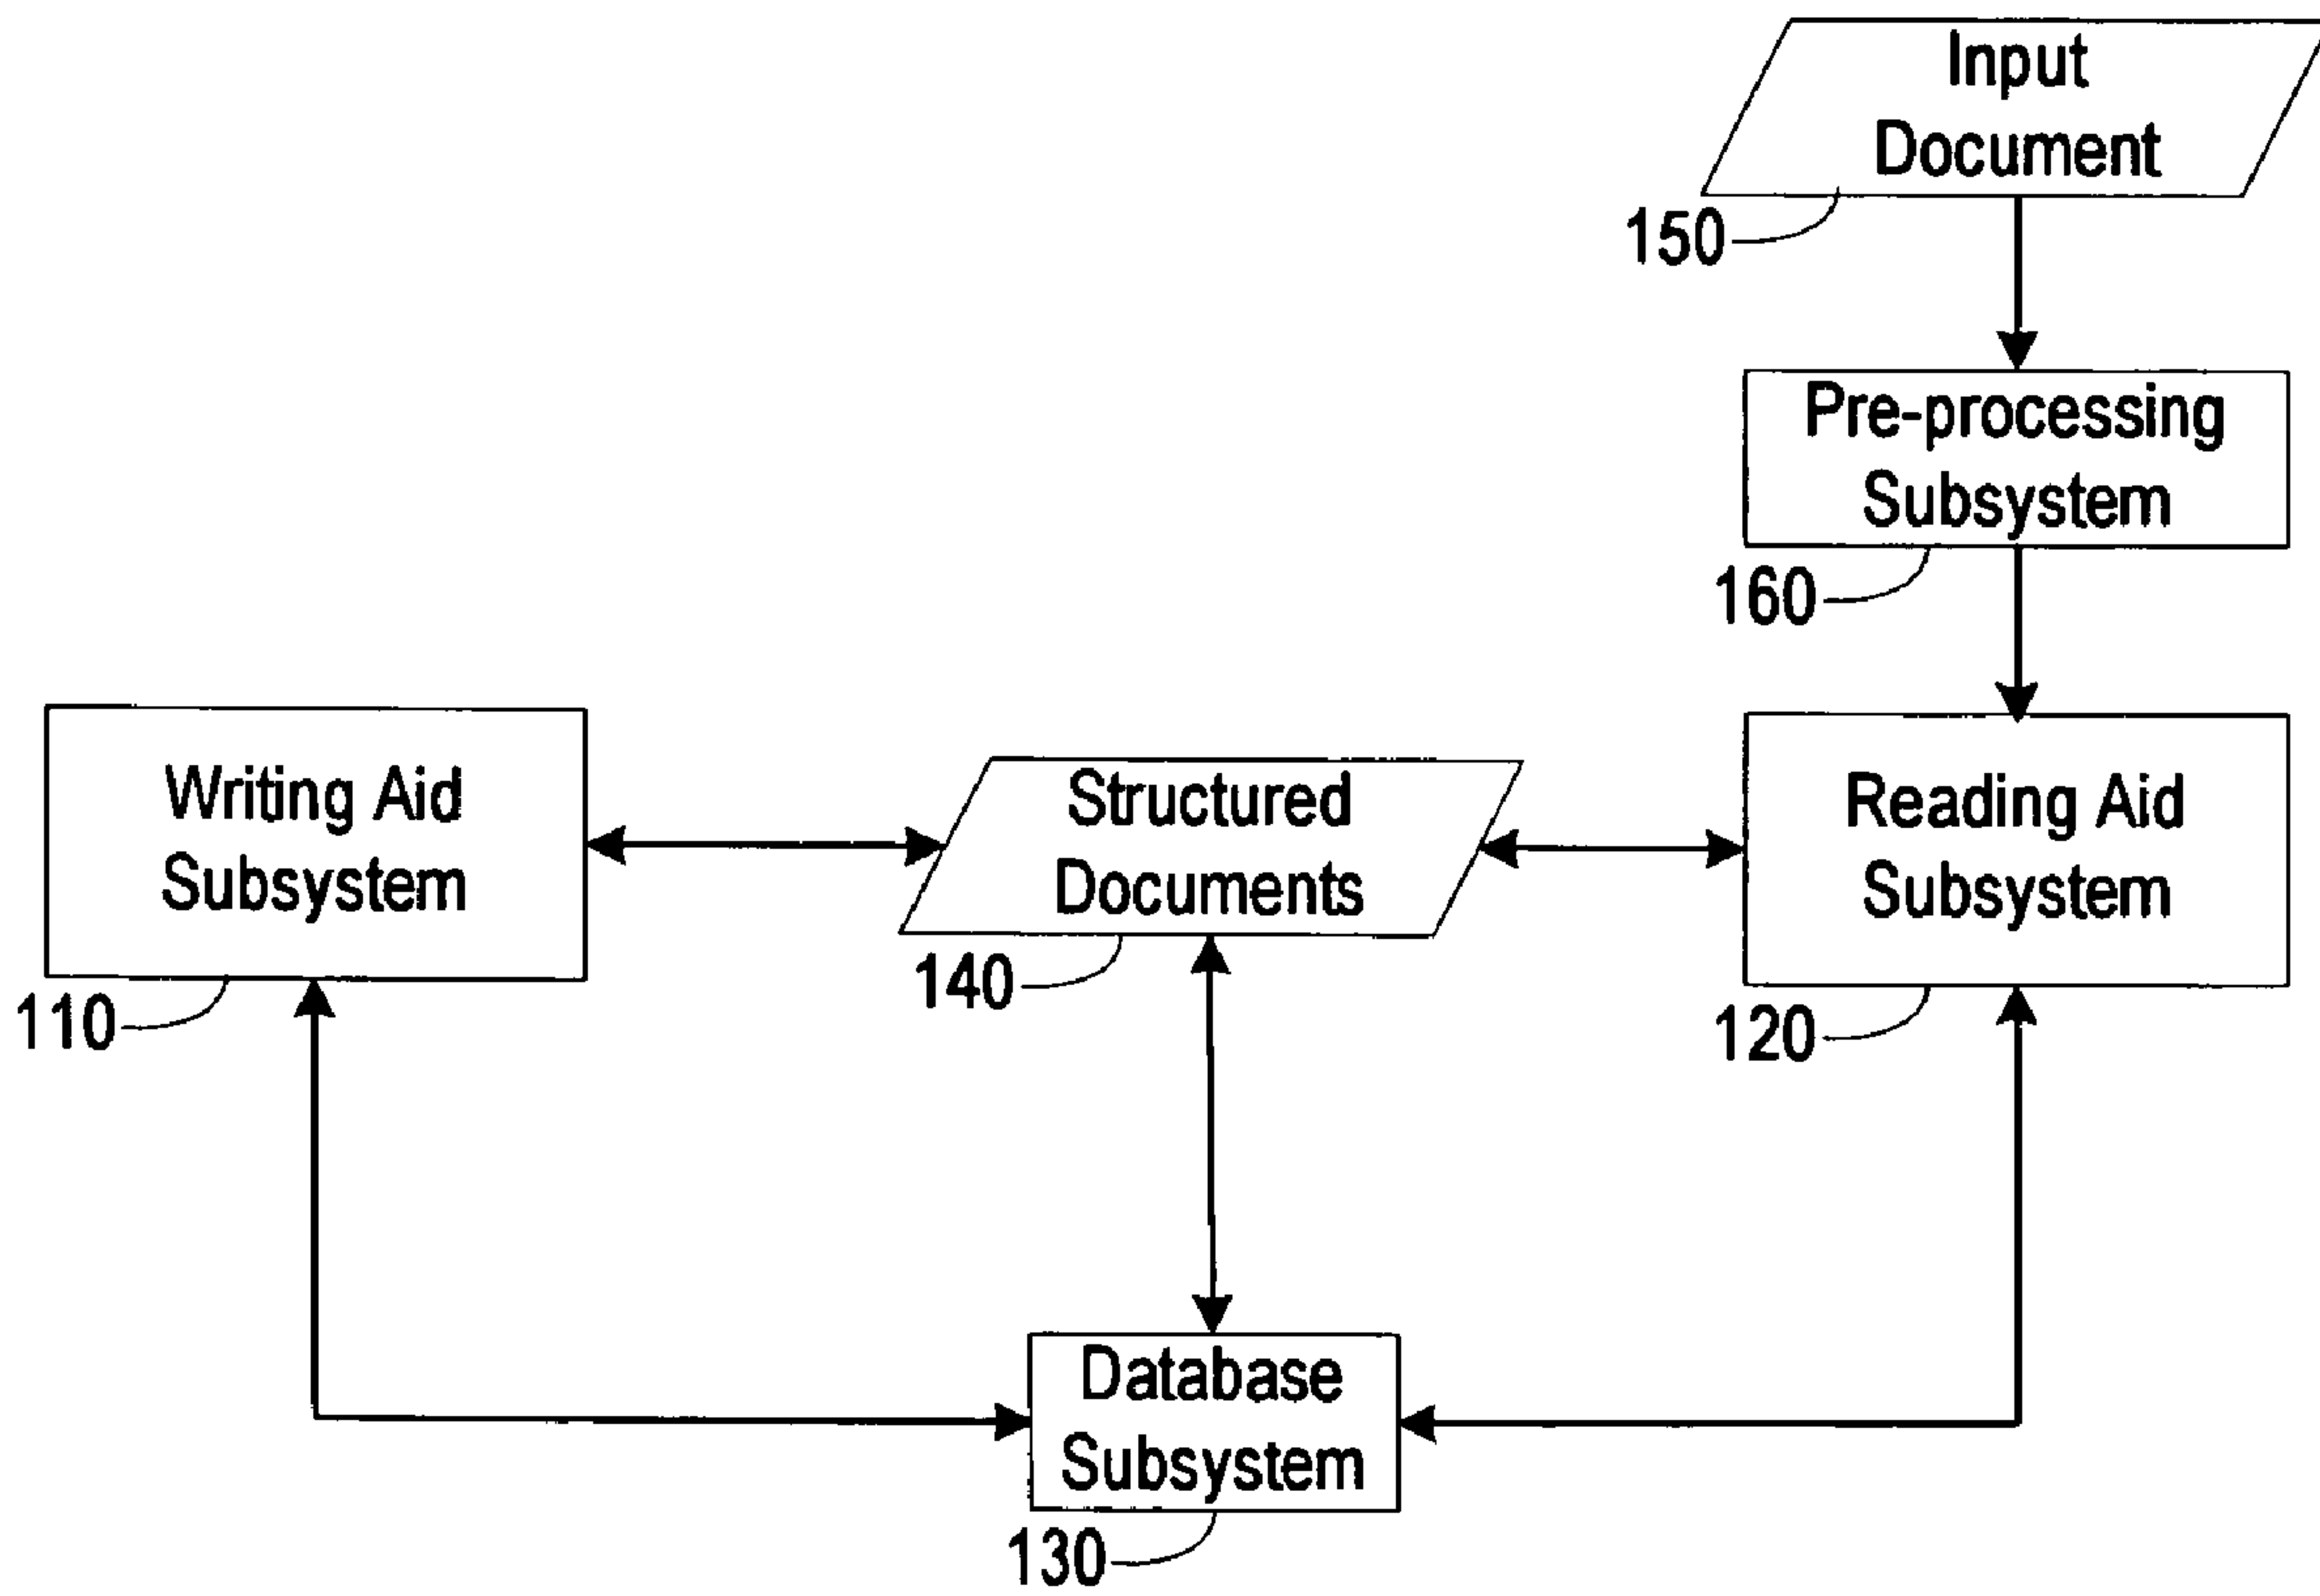 Input
Document
150
Pre-processing
Subsystem
160
Writing Aid
Subsystem
110
Structured
Documents
140
Reading Aid
Subsystem
120
Database
Subsystem
130